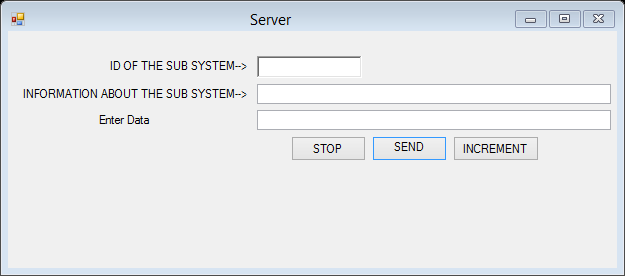 Server
ID OF THE SUB SYSTEM-->
INFORMATION ABOUT THE SUB SYSTEM-->
Enter Data
STOP SEND INCREMENT